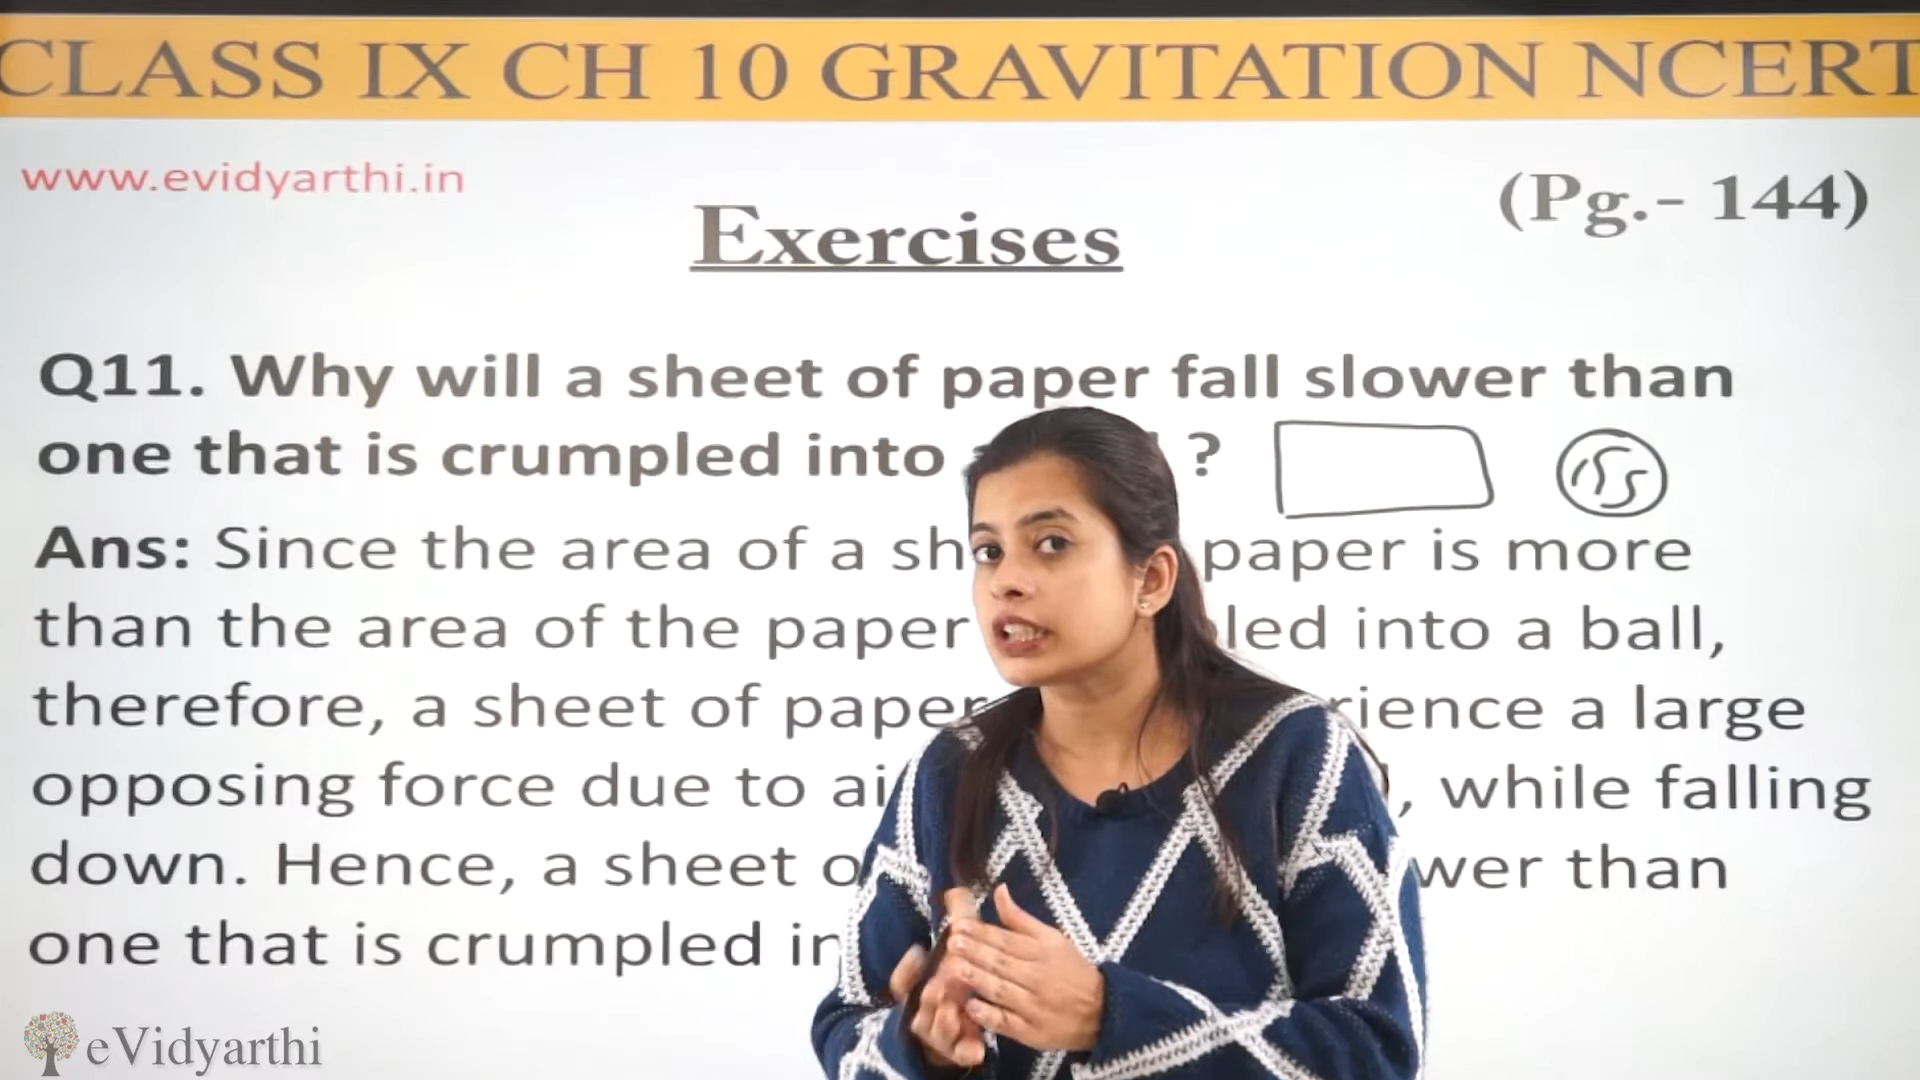 CLASS IX CH 10 GRAVITATION NCERT
www.evidyarthi.in
(Pg.- 144)
Exercises
Q11. Why will a sheet of paper fall slower than
one that is crumpled into ?
Ans: Since the area of a sh paper is more
than the area of the paper led into a ball,
therefore, a sheet of paper rience a large
opposing force due to ai , while falling
down. Hence, a sheet o wer than
one that is crumpled in
eVidyarthi